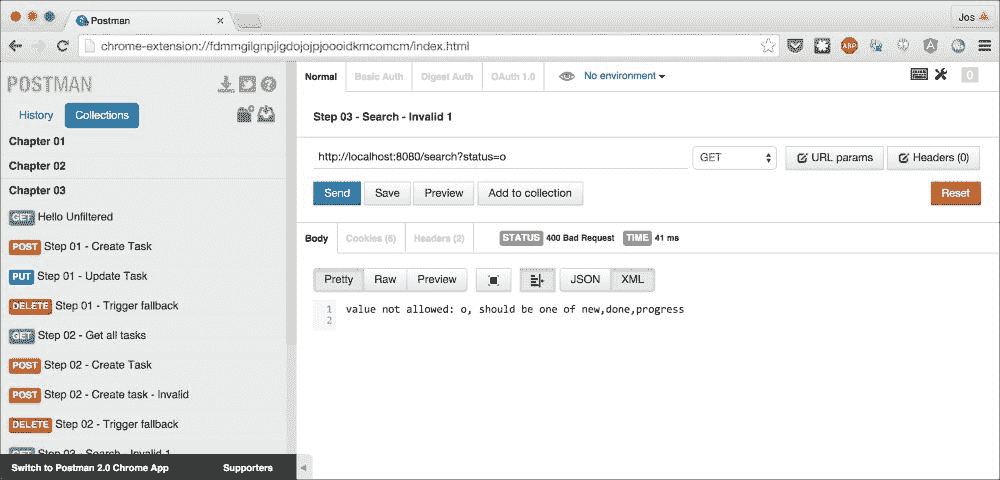 Postman
Jos
chrome-extension://fdmmgilgnpjigdojojpjoooidkmcomcm/index.html
POSTMAN
History
Collections
Chapter 01
Chapter 02
Chapter 03
GET Hello Unfiltered
POST Step 01 - Create Task
PUT Step 01 - Update Task
DELETE Step 01 - Trigger fallback
GET Step 02 - Get all tasks
POST Step 02 - Create Task
POST Step 02 - Create task - Invalid
DELETE Step 02 - Trigger fallback
GET Step 03 - Search - Invalid 1
Switch to Postman 2.0 Chrome App
Supporters
Normal
Basic Auth
Digest Auth
OAuth 1.0
No environment
0
Step 03 - Search - Invalid 1
http://localhost:8080/search?status=o
GET
URL params
Headers (0)
Send
Save
Preview
Add to collection
Reset
Body
Cookies (6)
Headers (2)
STATUS 400 Bad Request
TIME 41 ms
Pretty
Raw
Preview
JSON
XML
1 value not allowed: o, should be one of new,done,progress
2